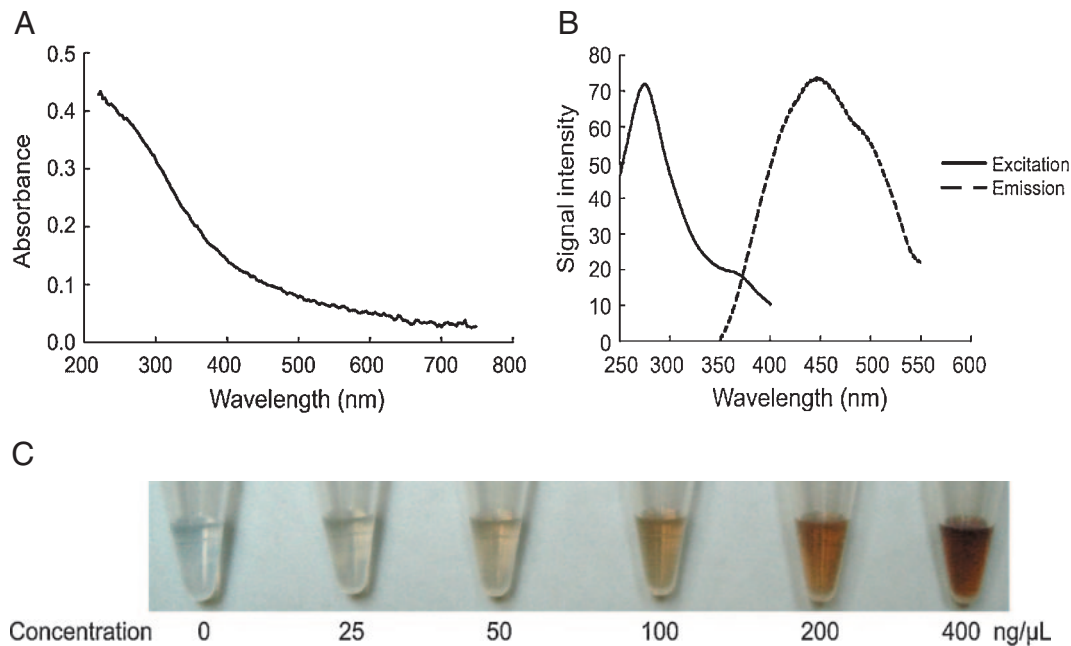 A
0.5
0.4
0.3
0.2
0.1
0.0
Absorbance
200 300 400 500 600 700 800
Wavelength (nm)
B
80
70
60
50
40
30
20
10
0
Signal intensity
250 300 350 400 450 500 550 600
Wavelength (nm)
Excitation
Emission
C
Concentration 0 25 50 100 200 400 ng/µL